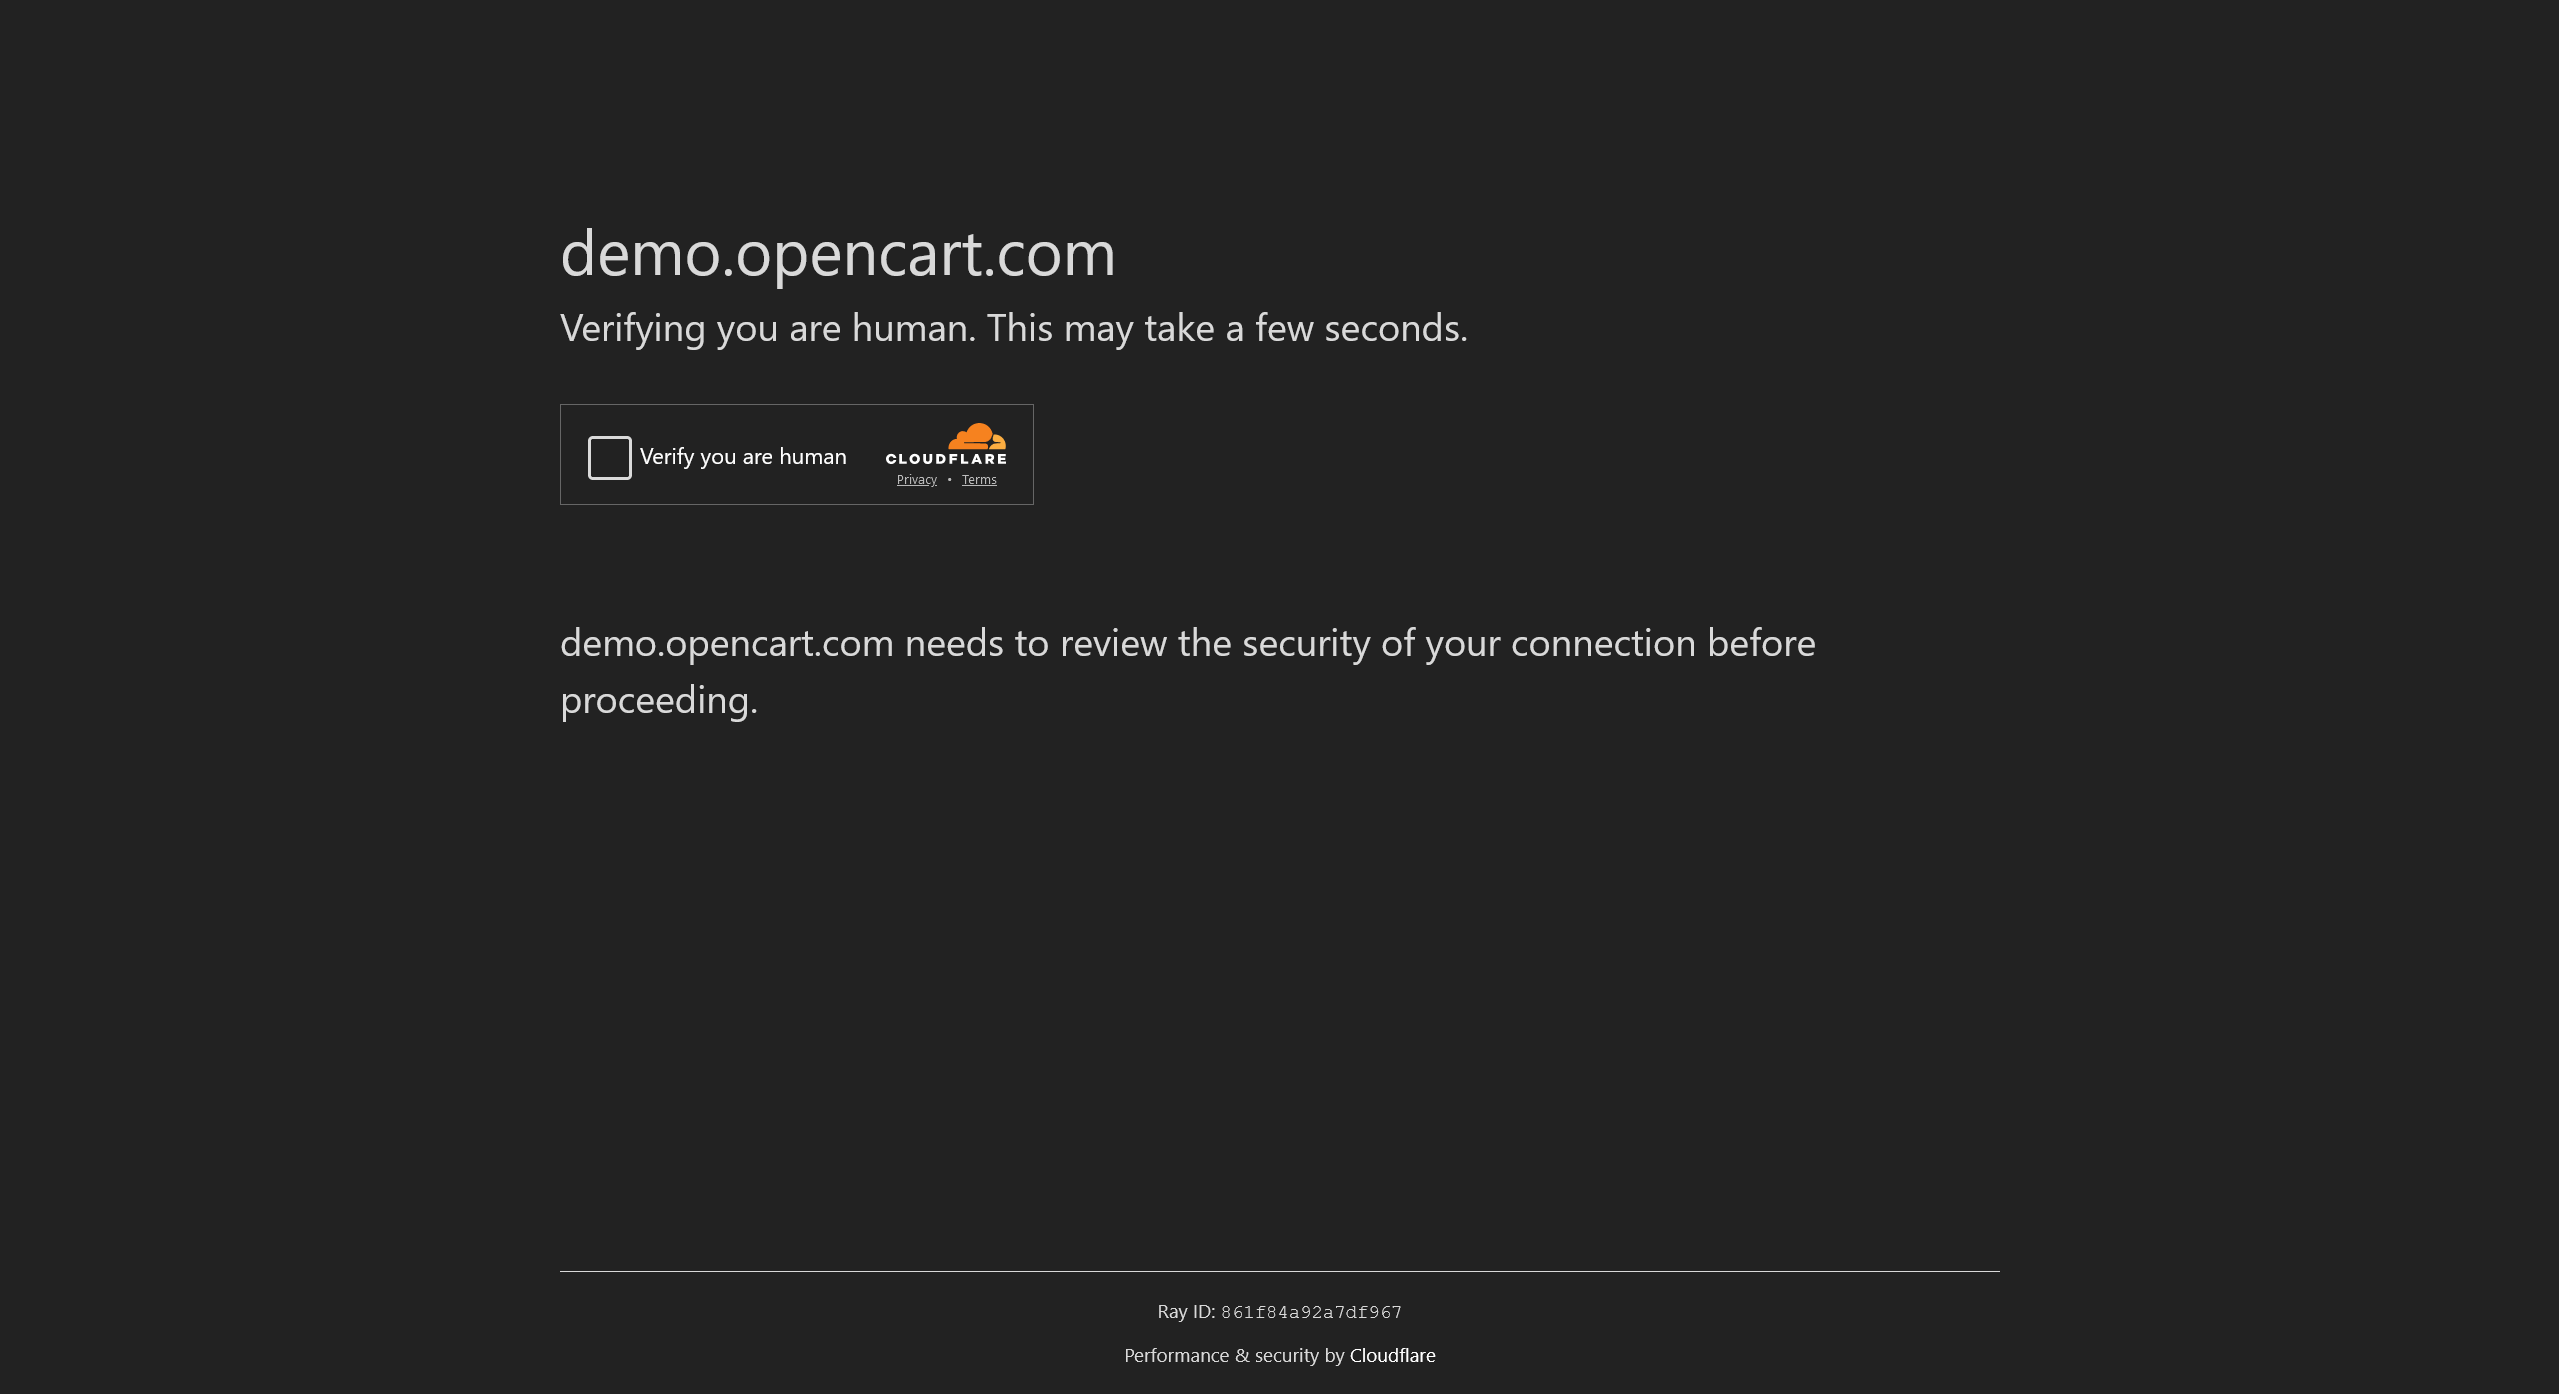 demo.opencart.com
Verifying you are human. This may take a few seconds.
Verify you are human
CLOUDFLARE
Privacy • Terms
demo.opencart.com needs to review the security of your connection before
proceeding.
Ray ID: 861f84a92a7df967
Performance & security by Cloudflare